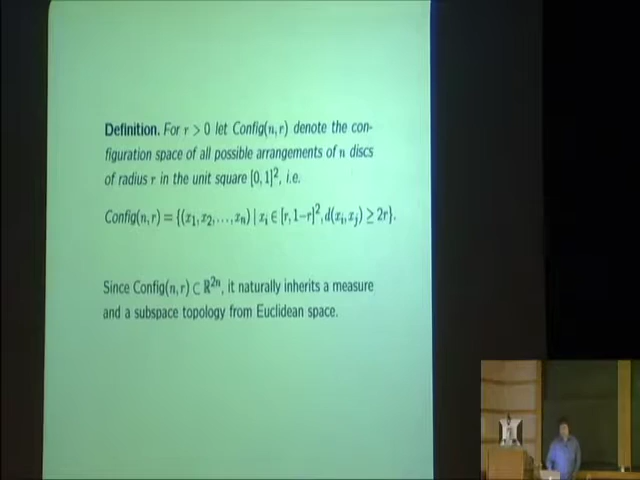 Definition. For r > 0 let Config(n, r) denote the con-
figuration space of all possible arrangements of n discs
of radius r in the unit square [0, 1]², i.e.
Config(n, r) = {(x₁, x₂, …, xₙ) | xᵢ ∈ [r, 1−r]², d(xᵢ, xⱼ) ≥ 2r}.
Since Config(n, r) ⊂ ℝ²ⁿ, it naturally inherits a measure
and a subspace topology from Euclidean space.